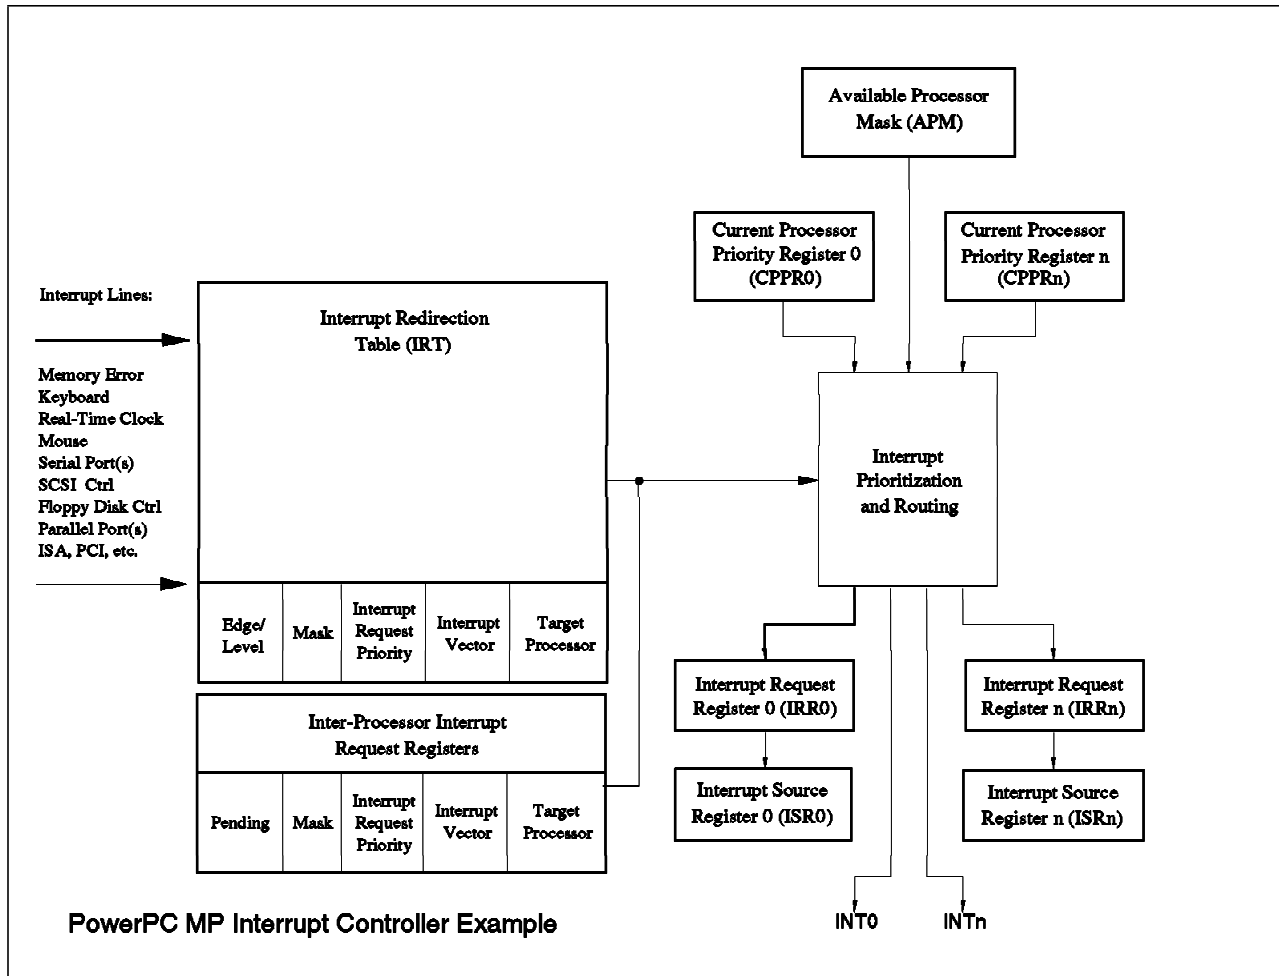 Available Processor
Mask (APM)
Current Processor
Priority Register 0
(CPPR0)
Current Processor
Priority Register n
(CPPRn)
Interrupt Lines:
Memory Error
Keyboard
Real-Time Clock
Mouse
Serial Port(s)
SCSI Ctrl
Floppy Disk Ctrl
Parallel Port(s)
ISA, PCI, etc.
Interrupt Redirection
Table (IRT)
Edge/
Level
Mask
Interrupt
Request
Priority
Interrupt
Vector
Target
Processor
Inter-Processor Interrupt
Request Registers
Pending
Mask
Interrupt
Request
Priority
Interrupt
Vector
Target
Processor
Interrupt
Prioritization
and Routing
Interrupt Request
Register 0 (IRR0)
Interrupt Request
Register n (IRRn)
Interrupt Source
Register 0 (ISR0)
Interrupt Source
Register n (ISRn)
INT0
INTn
PowerPC MP Interrupt Controller Example